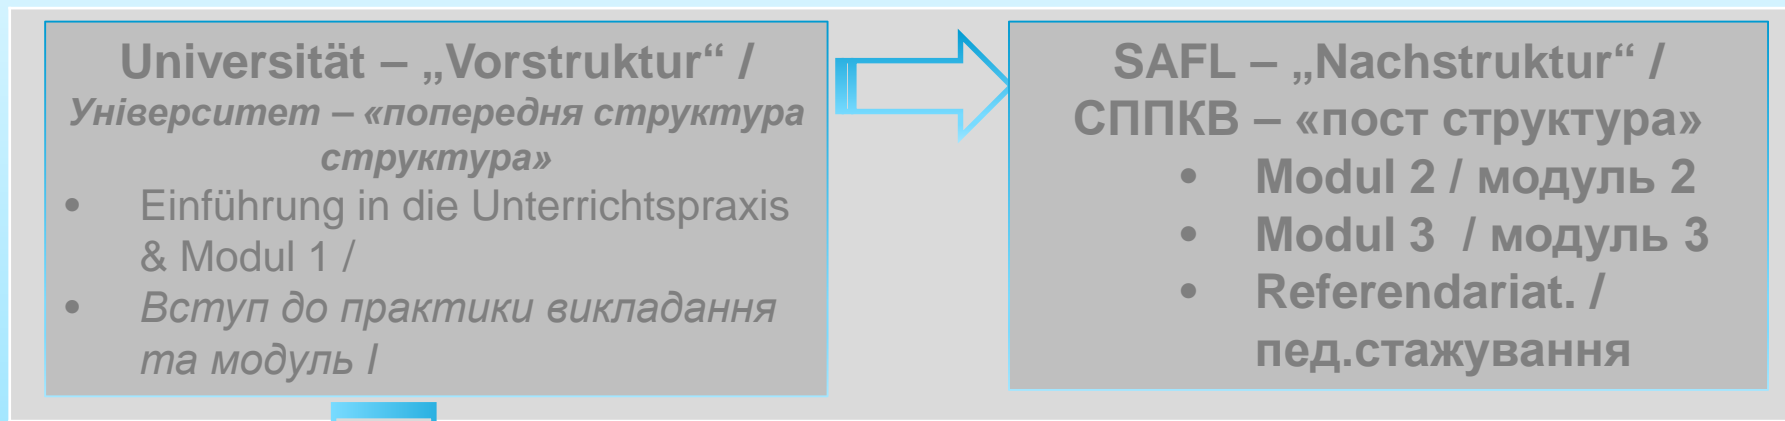 Universität – „Vorstruktur“ /
Університет – «попередня структура
структура»
• Einführung in die Unterrichtspraxis
& Modul 1 /
• Вступ до практики викладання
та модуль I
SAFL – „Nachstruktur“ /
СППКВ – «пост структура»
• Modul 2 / модуль 2
• Modul 3 / модуль 3
• Referendariat. /
пед.стажування